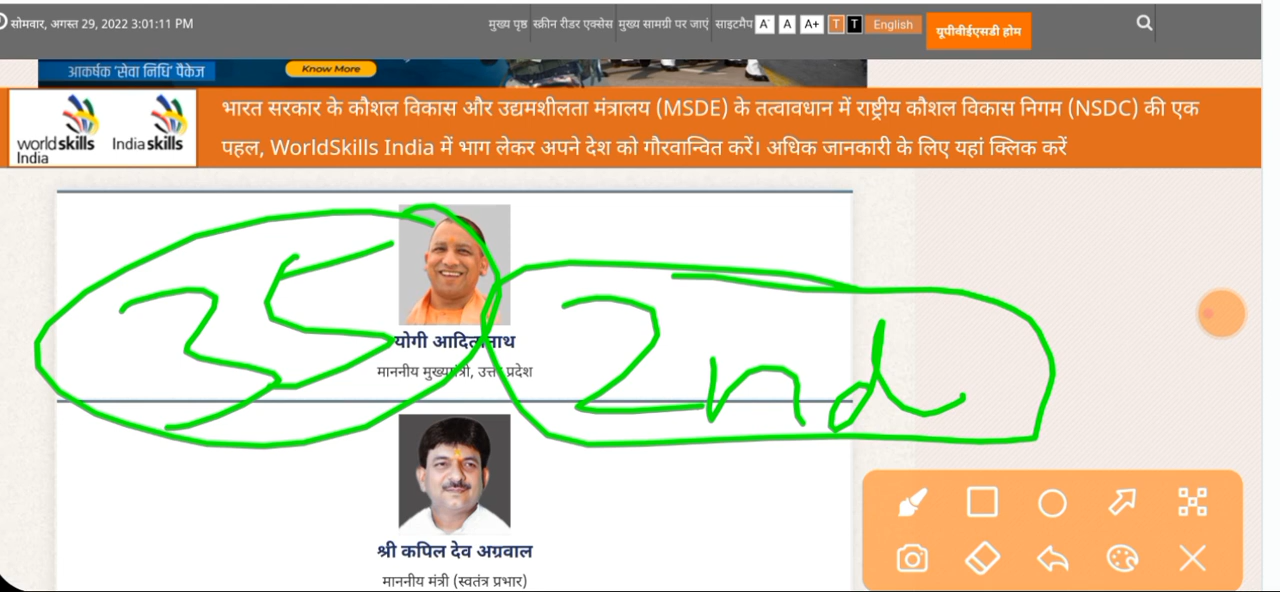 सोमवार, अगस्त 29, 2022 3:01:11 PM
मुख्य पृष्ठ स्क्रीन रीडर एक्सेस मुख्य सामग्री पर जाएं साइटमैप A- A A+ T T English यूपीवीएसडी होम
आकर्षक 'सेवा निधि' पैकेज
Know More
भारत सरकार के कौशल विकास और उद्यमशीलता मंत्रालय (MSDE) के तत्वावधान में राष्ट्रीय कौशल विकास निगम (NSDC) की एक
पहल, WorldSkills India में भाग लेकर अपने देश को गौरवान्वित करें। अधिक जानकारी के लिए यहां क्लिक करें
worldskills India
India skills
35
2nd
योगी आदित्यनाथ
माननीय मुख्यमंत्री, उत्तर प्रदेश
श्री कपिल देव अग्रवाल
माननीय मंत्री (स्वतंत्र प्रभार)